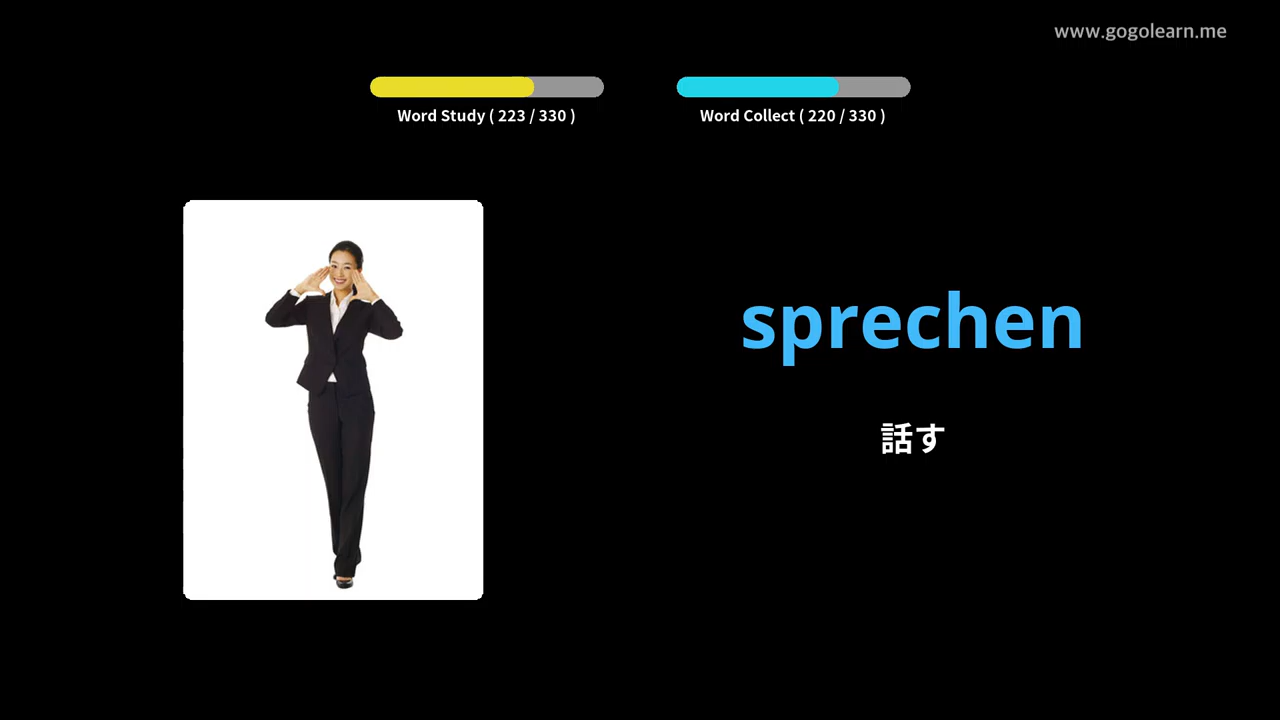 www.gogolearn.me
Word Study ( 223 / 330 )
Word Collect ( 220 / 330 )
sprechen
話す